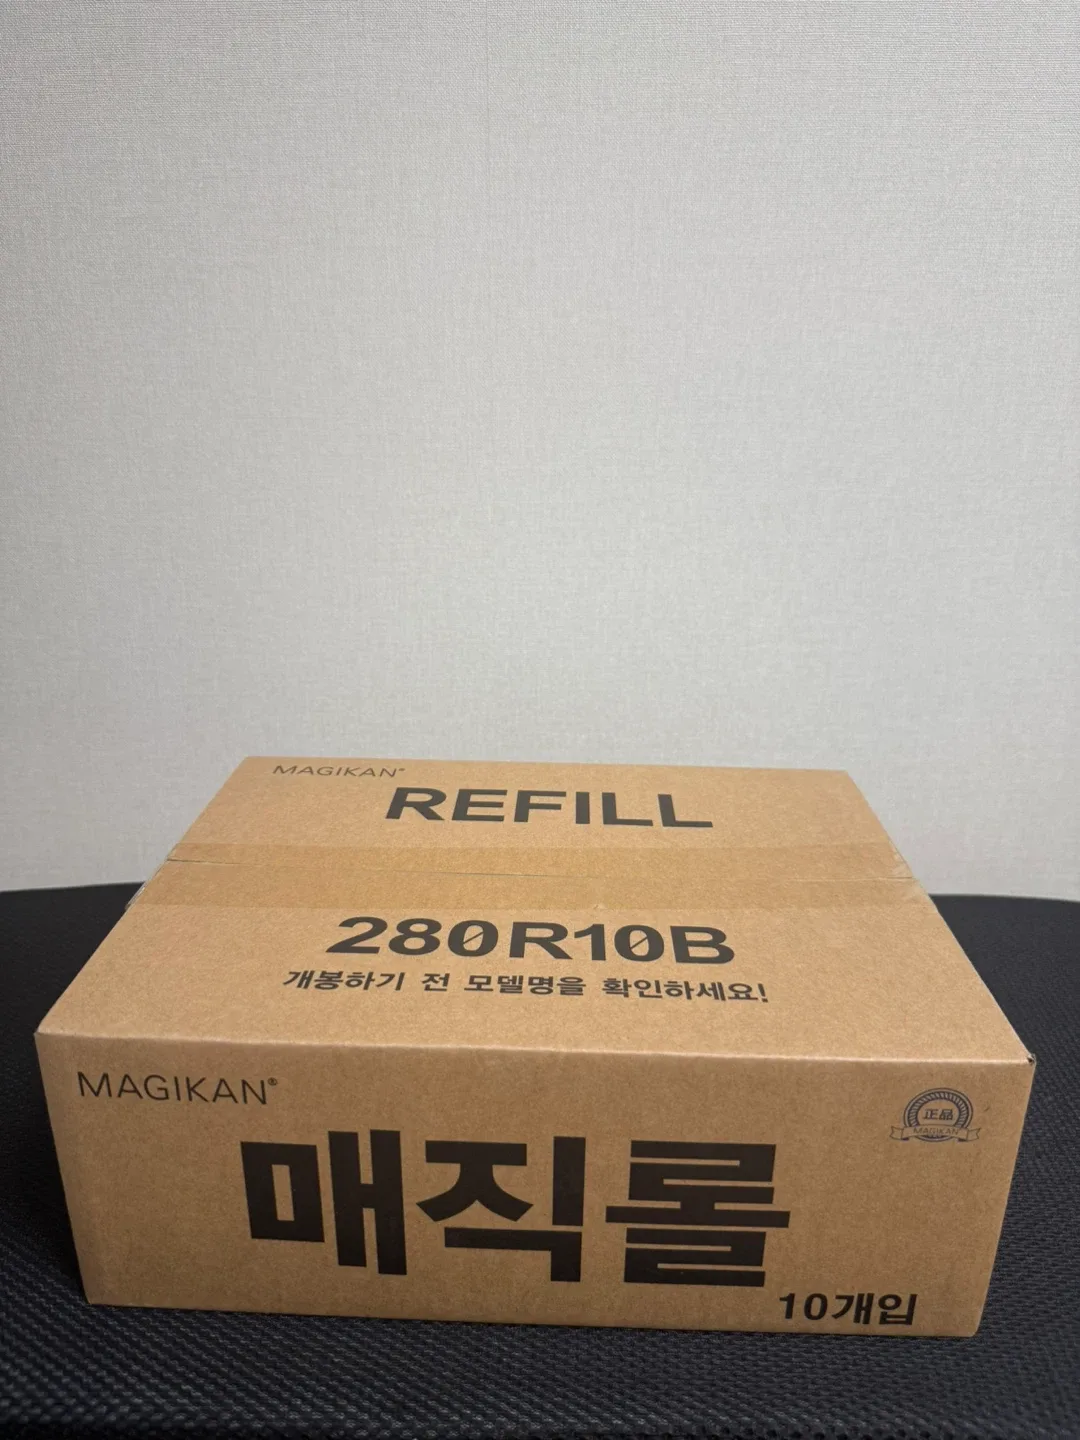 MAGIKAN®
REFILL
280R10B
개봉하기 전 모델명을 확인하세요!
MAGIKAN®
正品
MAGIKAN
매직롤
10개입